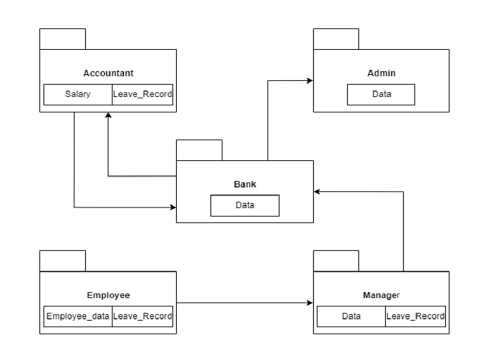 Accountant
Salary Leave_Record
Admin
Data
Bank
Data
Employee
Employee_data Leave_Record
Manager
Data Leave_Record